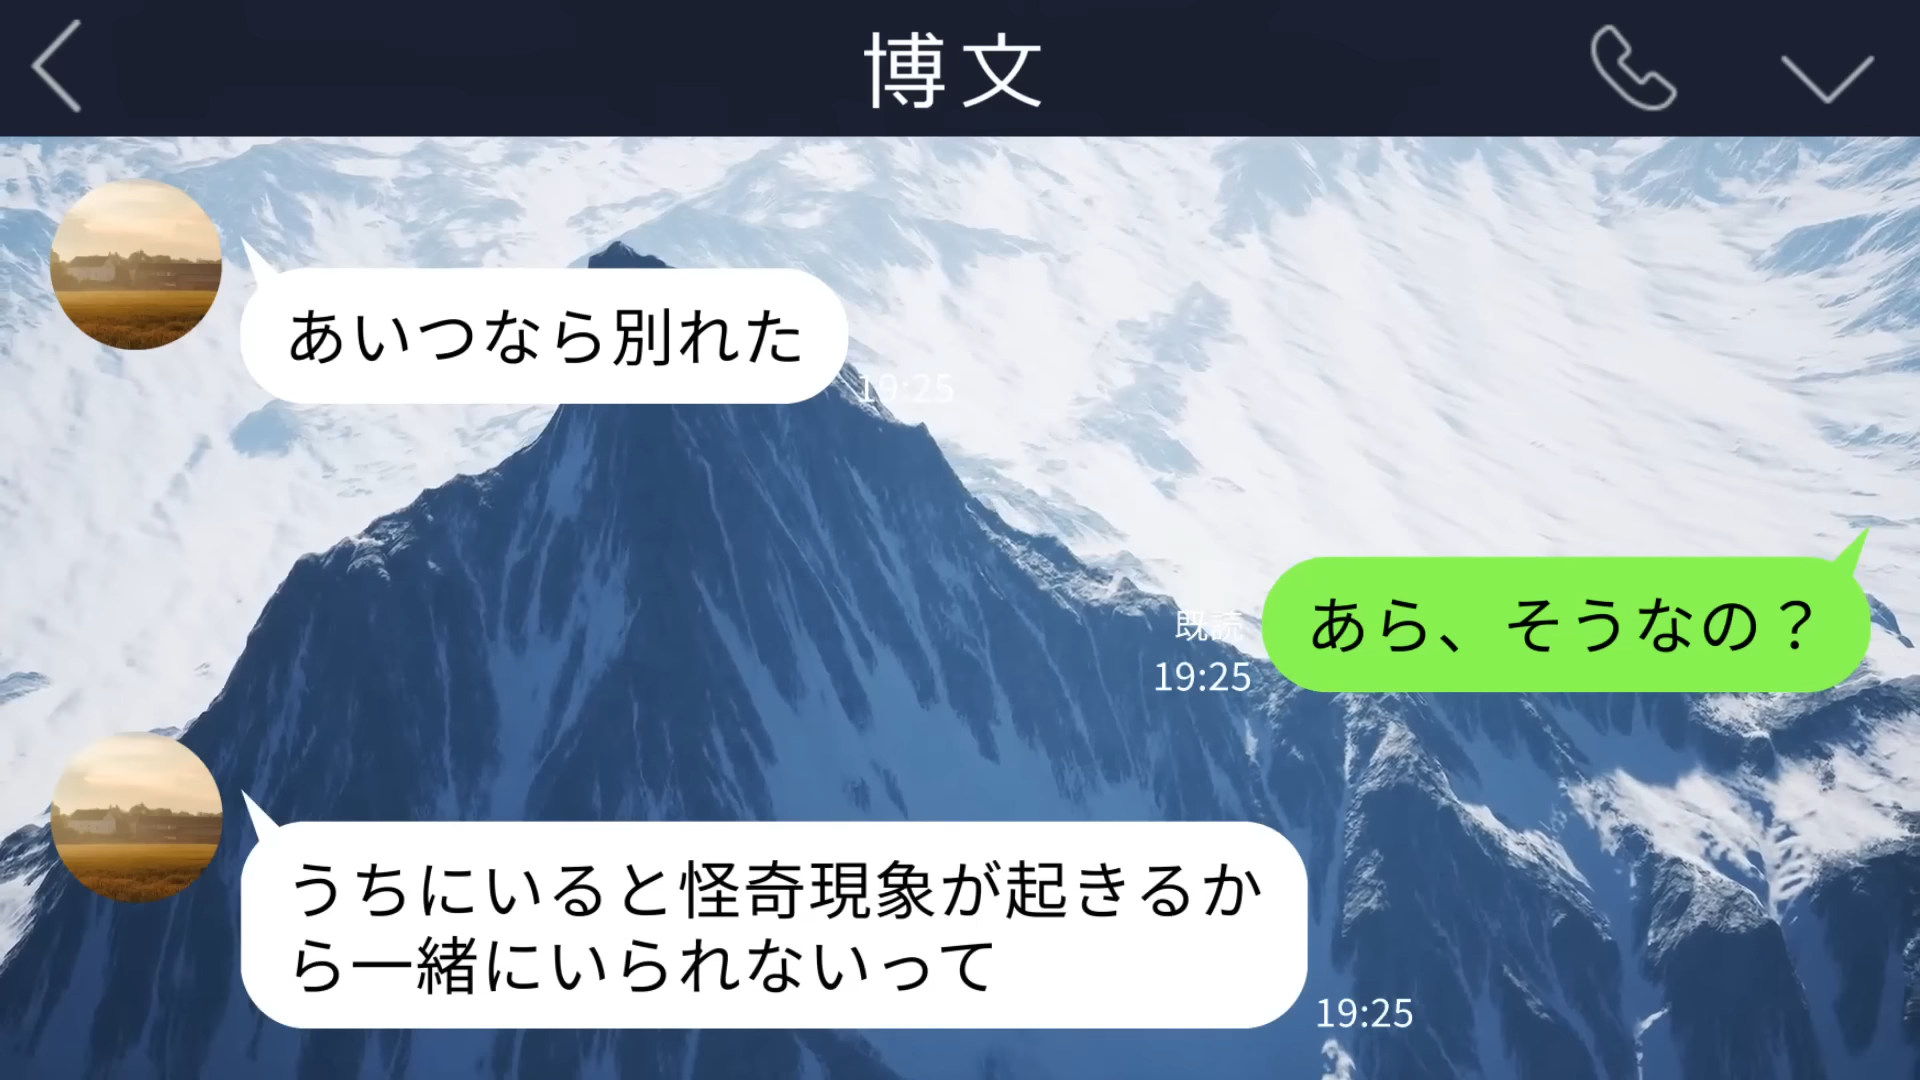 博文
あいつなら別れた
19:25
あら、そうなの？
既読
19:25
うちにいると怪奇現象が起きるか
ら一緒にいられないって
19:25